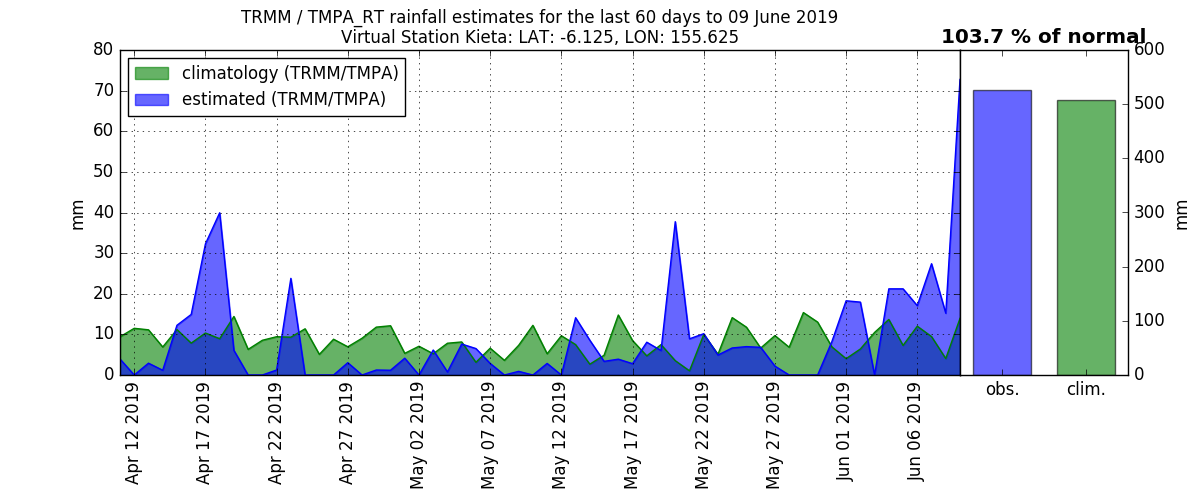 TRMM / TMPA_RT rainfall estimates for the last 60 days to 09 June 2019
Virtual Station Kieta: LAT: -6.125, LON: 155.625
103.7 % of normal
climatology (TRMM/TMPA)
estimated (TRMM/TMPA)
mm
80
70
60
50
40
30
20
10
0
Apr 12 2019
Apr 17 2019
Apr 22 2019
Apr 27 2019
May 02 2019
May 07 2019
May 12 2019
May 17 2019
May 22 2019
May 27 2019
Jun 01 2019
Jun 06 2019
obs.
clim.
600
500
400
300
200
100
0
mm